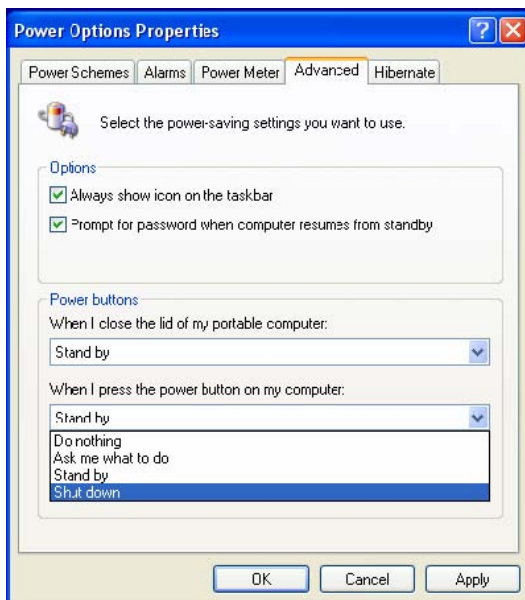 Power Options Properties
Power Schemes
Alarms
Power Meter
Advanced
Hibernate
Select the power-saving settings you want to use.
Options
Always show icon on the taskbar
Prompt for password when computer resumes from standby
Power buttons
When I close the lid of my portable computer:
Stand by
When I press the power button on my computer:
Stand by
Do nothing
Ask me what to do
Stand by
Shut down
OK
Cancel
Apply